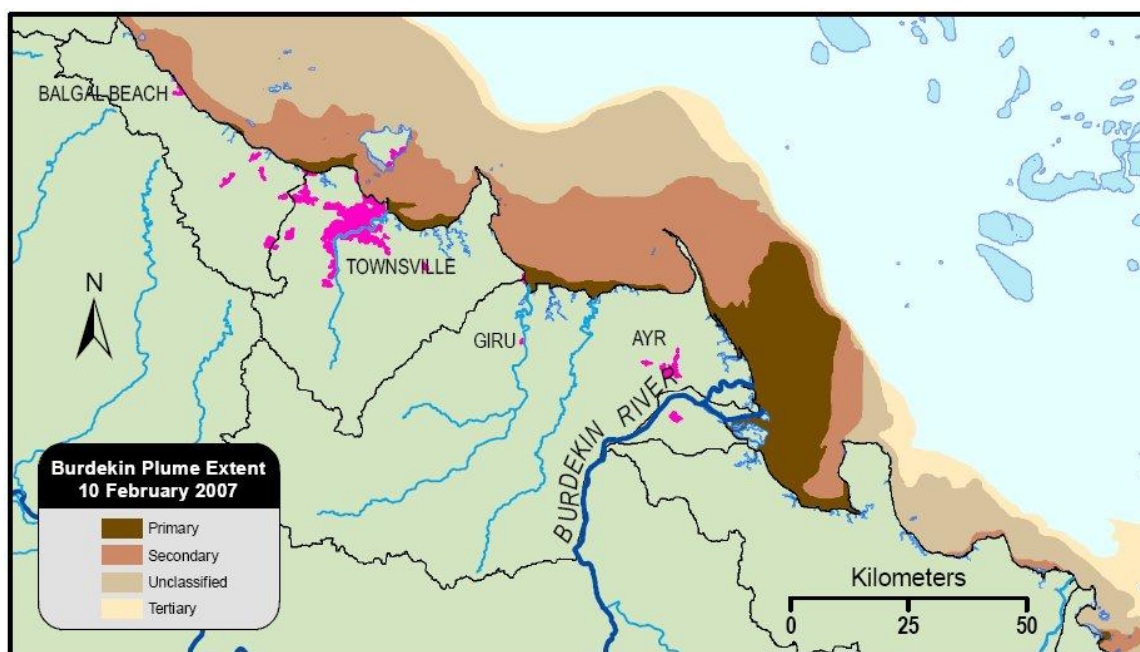 BALGAL BEACH
TOWNSVILLE
N
GIRU
AYR
BURDEKIN RIVER
Burdekin Plume Extent
10 February 2007
Primary
Secondary
Unclassified
Tertiary
Kilometers
0 25 50